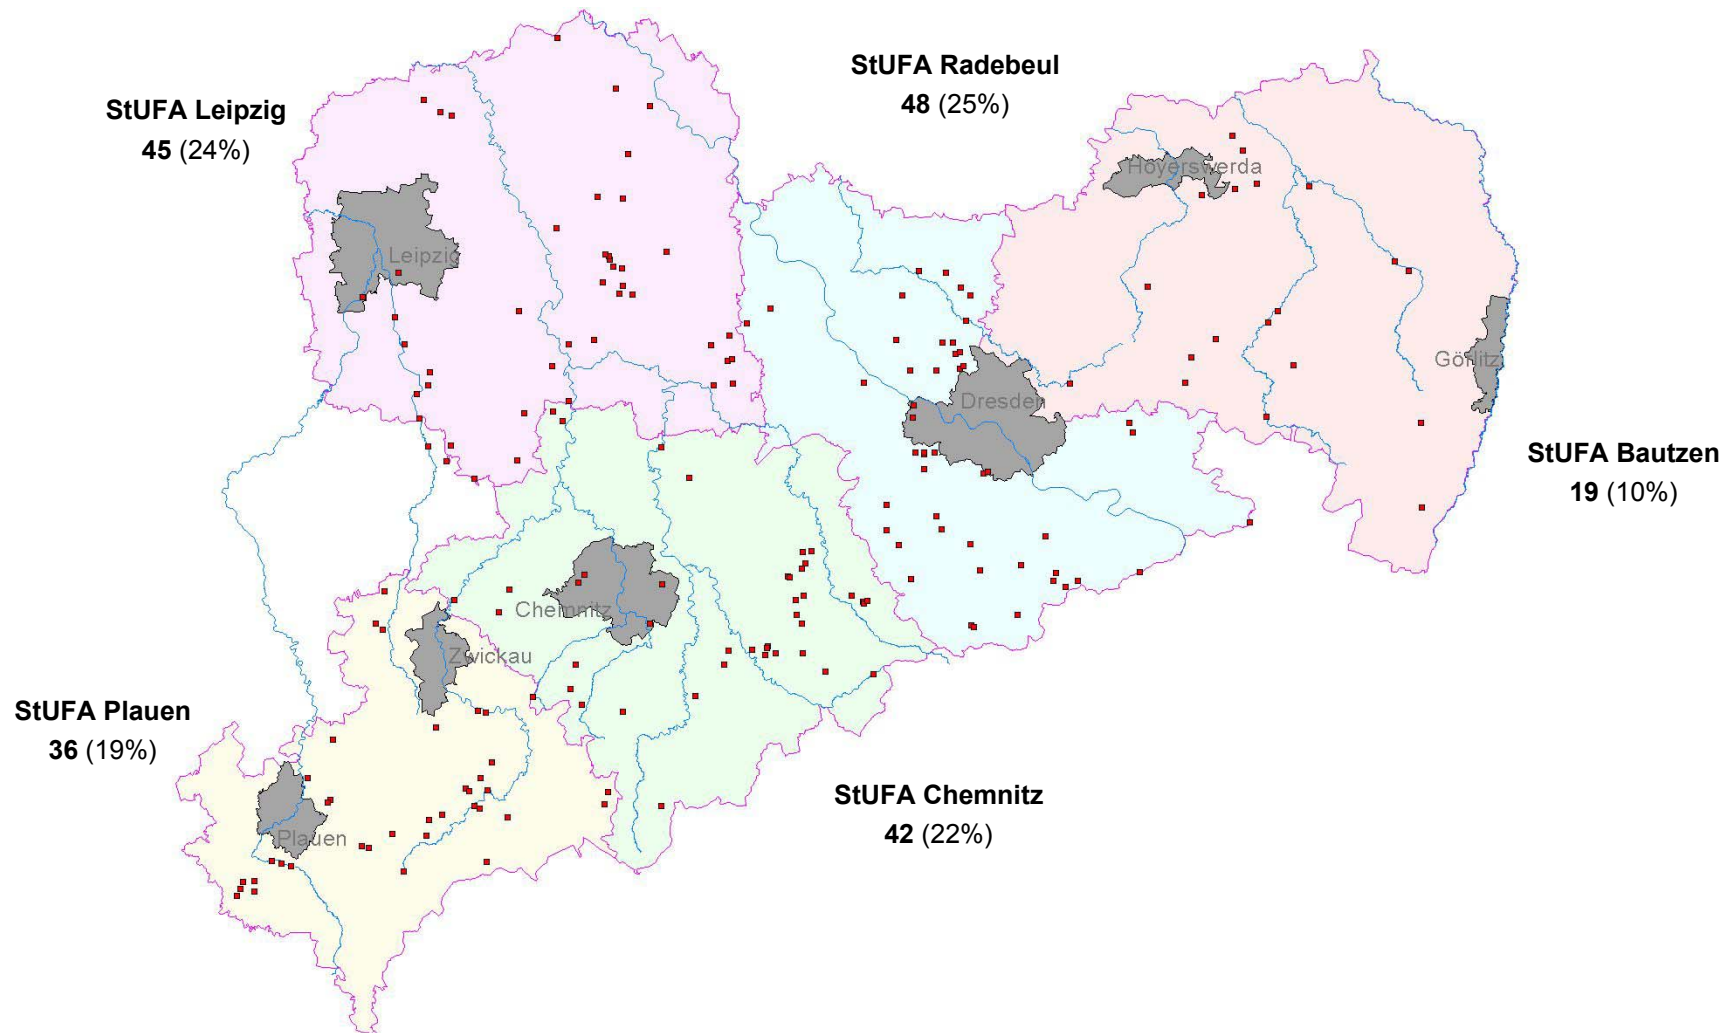 StUFA Radebeul
48 (25%)
StUFA Leipzig
45 (24%)
Hoyerswerda
Leipzig
Görlitz
Dresden
StUFA Bautzen
19 (10%)
Chemnitz
Zwickau
StUFA Plauen
36 (19%)
StUFA Chemnitz
42 (22%)
Plauen